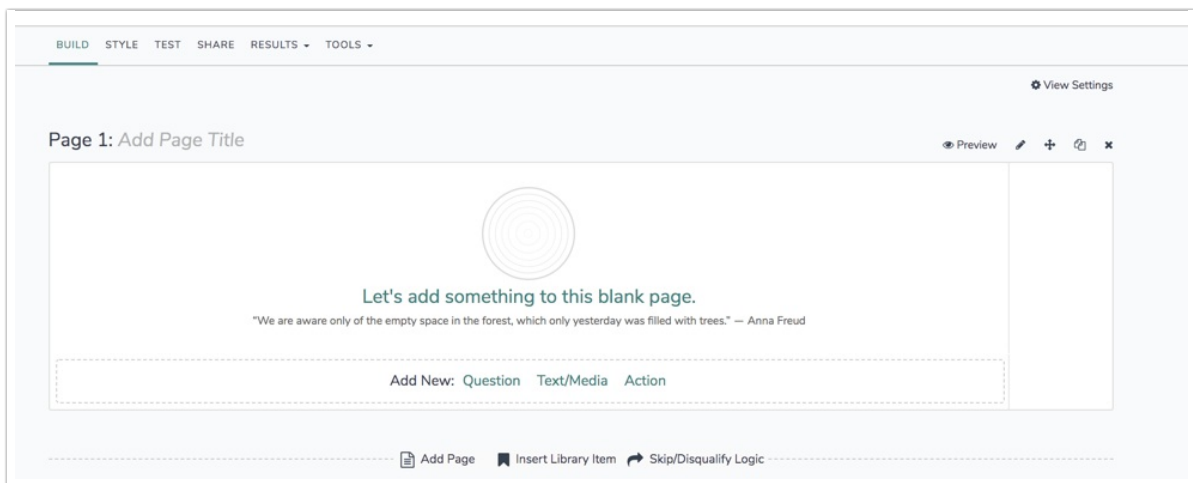 BUILD STYLE TEST SHARE RESULTS TOOLS
View Settings
Page 1: Add Page Title
Preview
Let's add something to this blank page.
"We are aware only of the empty space in the forest, which only yesterday was filled with trees." — Anna Freud
Add New: Question Text/Media Action
Add Page Insert Library Item Skip/Disqualify Logic